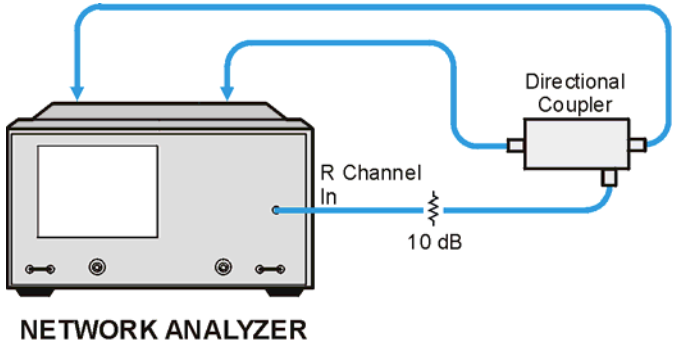 Directional
Coupler
R Channel
In
10 dB
NETWORK ANALYZER